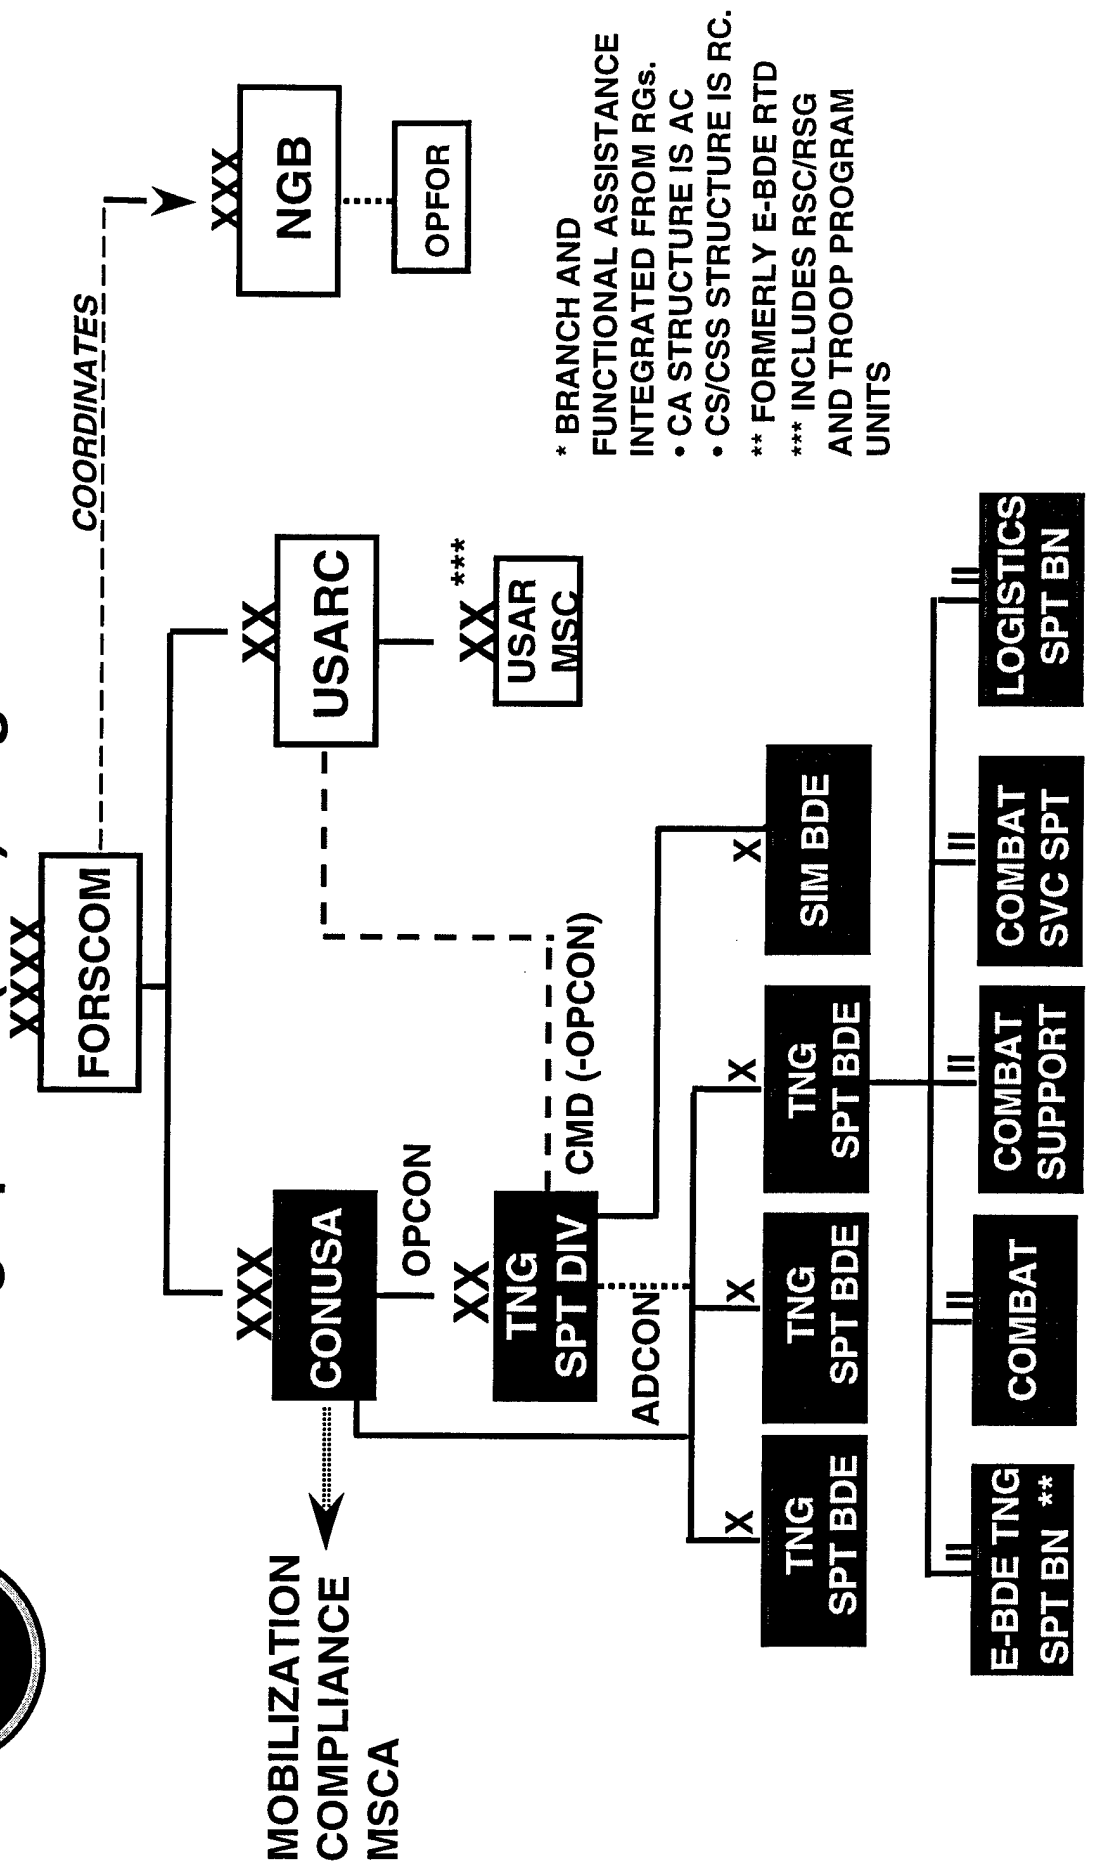 XXXX
FORSCOM
COORDINATES
XXX
CONUSA
XX
USARC
XXX
NGB
MOBILIZATION
COMPLIANCE
MSCA
OPCON
XX
TNG
SPT DIV
XX
***
USAR
MSC
OPFOR
CMD (-OPCON)
ADCON
X
TNG
SPT BDE
X
TNG
SPT BDE
X
TNG
SPT BDE
X
SIM BDE
II
E-BDE TNG
SPT BN **
II
COMBAT
II
COMBAT
SUPPORT
II
COMBAT
SVC SPT
II
LOGISTICS
SPT BN
* BRANCH AND
FUNCTIONAL ASSISTANCE
INTEGRATED FROM RGs.
• CA STRUCTURE IS AC
• CS/CSS STRUCTURE IS RC.
** FORMERLY E-BDE RTD
*** INCLUDES RSC/RSG
AND TROOP PROGRAM
UNITS